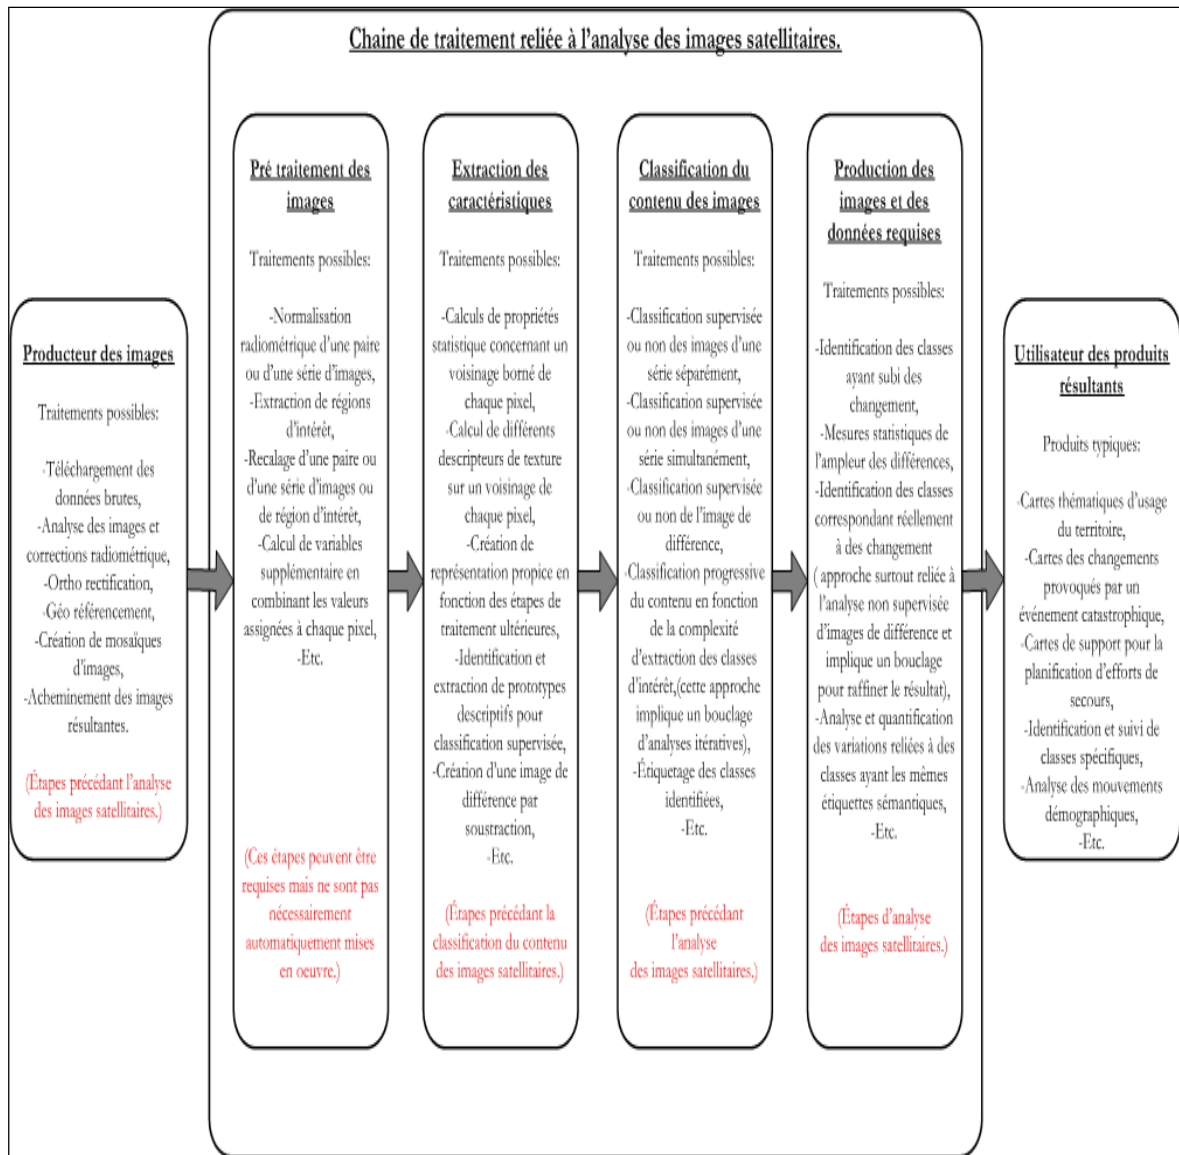 Chaine de traitement reliée à l'analyse des images satellitaires.
Producteur des images
Traitements possibles:
-Téléchargement des
données brutes,
-Analyse des images et
corrections radiométrique,
-Ortho rectification,
-Géo référencement,
-Création de mosaïques
d'images,
-Acheminement des images
résultantes.
(Étapes précédant l'analyse
des images satellitaires.)
Pré traitement des
images
Traitements possibles:
-Normalisation
radiométrique d'une paire
ou d'une série d'images,
-Extraction de régions
d'intérêt,
-Recalage d'une paire ou
d'une série d'images ou
de région d'intérêt,
-Calcul de variables
supplémentaire en
combinant les valeurs
assignées à chaque pixel,
-Etc.
(Ces étapes peuvent être
requises mais ne sont pas
nécessairement
automatiquement mises
en oeuvre.)
Extraction des
caractéristiques
Traitements possibles:
-Calculs de propriétés
statistique concernant un
voisinage borné de
chaque pixel,
-Calcul de différents
descripteurs de texture
sur un voisinage de
chaque pixel,
-Création de
représentation propice en
fonction des étapes de
traitement ultérieures,
-Identification et
extraction de prototypes
descriptifs pour
classification supervisée,
-Création d'une image de
différence par
soustraction,
-Etc.
(Étapes précédant la
classification du contenu
des images satellitaires.)
Classification du
contenu des images
Traitements possibles:
-Classification supervisée
ou non des images d'une
série séparément,
-Classification supervisée
ou non des images d'une
série simultanément,
-Classification supervisée
ou non de l'image de
différence,
-Classification progressive
du contenu en fonction
de la complexité
d'extraction des classes
d'intérêt,(cette approche
implique un bouclage
d'analyses itératives),
-Étiquetage des classes
identifiées,
-Etc.
(Étapes précédant
l'analyse
des images satellitaires.)
Production des
images et des
données requises
Traitements possibles:
-Identification des classes
ayant subi des
changement,
-Mesures statistiques de
l'ampleur des différences,
-Identification des classes
correspondant réellement
à des changement
( approche surtout reliée à
l'analyse non supervisée
d'images de différence et
implique un bouclage
pour raffiner le résultat),
-Analyse et quantification
des variations reliées à des
classes ayant les mêmes
étiquettes sémantiques,
-Etc.
(Étapes d'analyse
des images satellitaires.)
Utilisateur des produits
résultants
Produits typiques:
-Cartes thématiques d'usage
du territoire,
-Cartes des changements
provoqués par un
événement catastrophique,
-Cartes de support pour la
planification d'efforts de
secours,
-Identification et suivi de
classes spécifiques,
-Analyse des mouvements
démographiques,
-Etc.